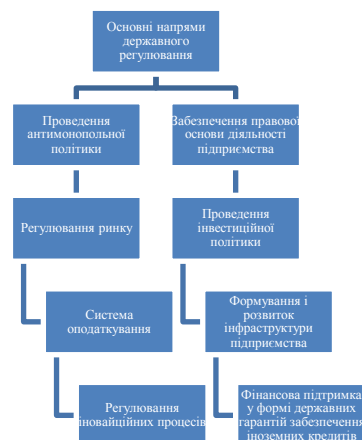 Основні напрями
державного
регулювання
Проведення
антимонопольної
політики
Забезпечення правової
основи діяльності
підприємства
Регулювання ринку
Проведення
інвестиційної
політики
Система
оподаткування
Формування і
розвиток
інфраструктури
підприємства
Регулювання
іноваційних процесів
Фінансова підтримка
у формі державних
гарантій забезпечення
іноземних кредитів